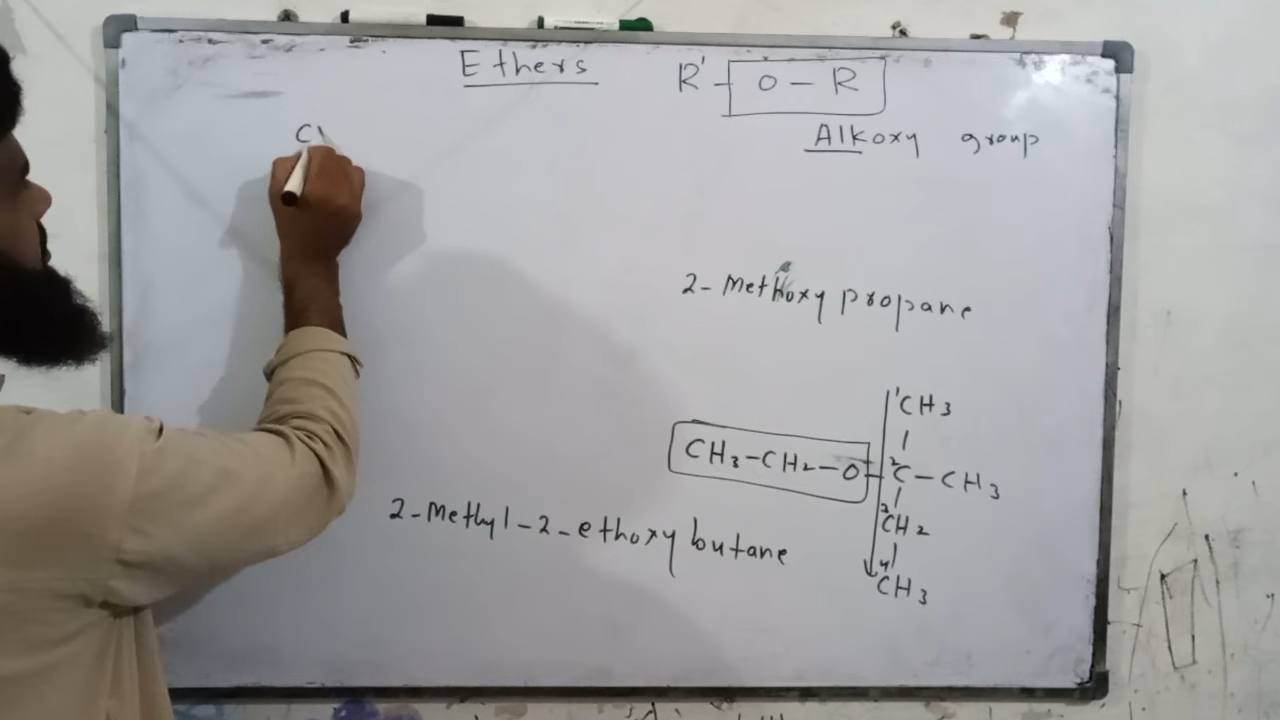 Ethers
R' - O - R
Alkoxy group
C
2 - Methoxy propane
1CH3
|
CH3-CH2-O-2C-CH3
|
3CH2
|
4CH3
2-Methyl-2-ethoxy butane